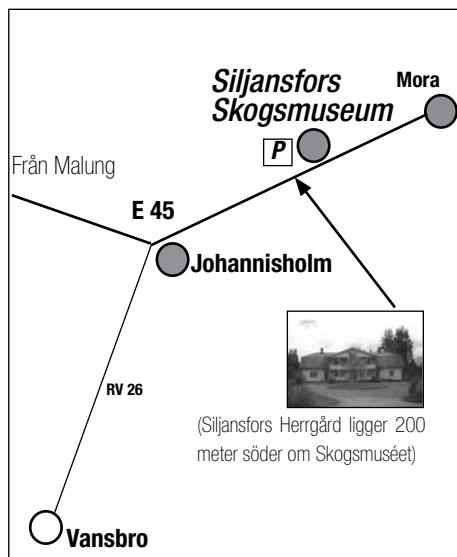 Siljansfors
Skogsmuseum
Mora
P
Från Malung
E 45
Johannisholm
RV 26
(Siljansfors Herrgård ligger 200
meter söder om Skogsmuséet)
Vansbro